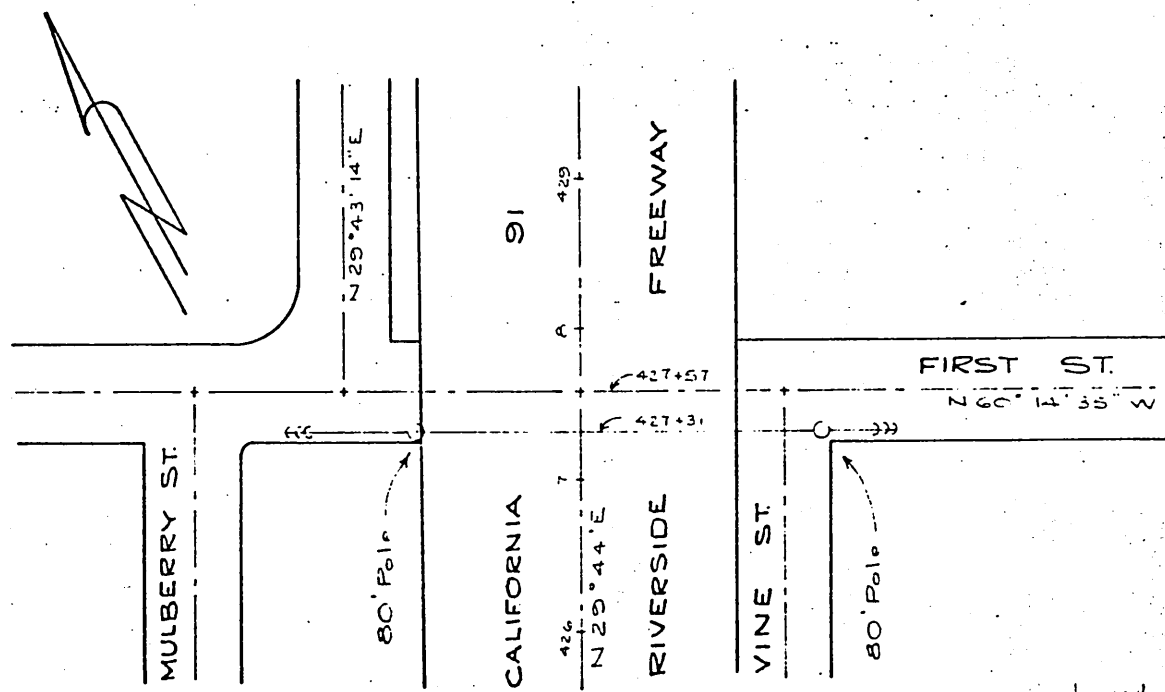 N 29° 43' 14" E
91
429
FREEWAY
A
427+57
FIRST ST.
N 60° 14' 35" W
427+31
MULBERRY ST.
80' Pole
CALIFORNIA
7
426
N 29° 44' E
RIVERSIDE
VINE ST.
80' Pole